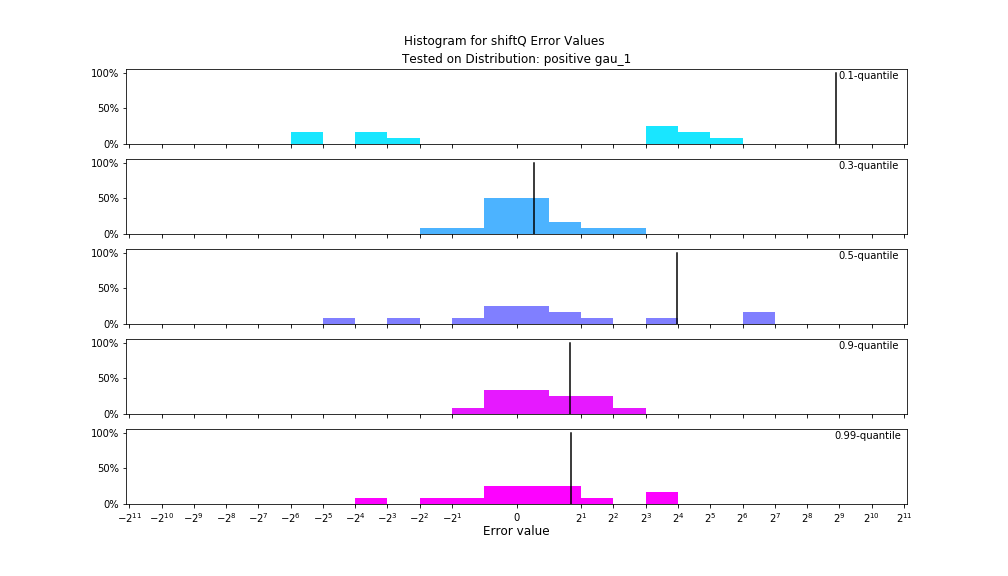 Histogram for shiftQ Error Values
Tested on Distribution: positive gau_1
100%
50%
0%
0.1-quantile
100%
50%
0%
0.3-quantile
100%
50%
0%
0.5-quantile
100%
50%
0%
0.9-quantile
100%
50%
0%
0.99-quantile
−2¹¹ −2¹⁰ −2⁹ −2⁸ −2⁷ −2⁶ −2⁵ −2⁴ −2³ −2² −2¹ 0 2¹ 2² 2³ 2⁴ 2⁵ 2⁶ 2⁷ 2⁸ 2⁹ 2¹⁰ 2¹¹
Error value